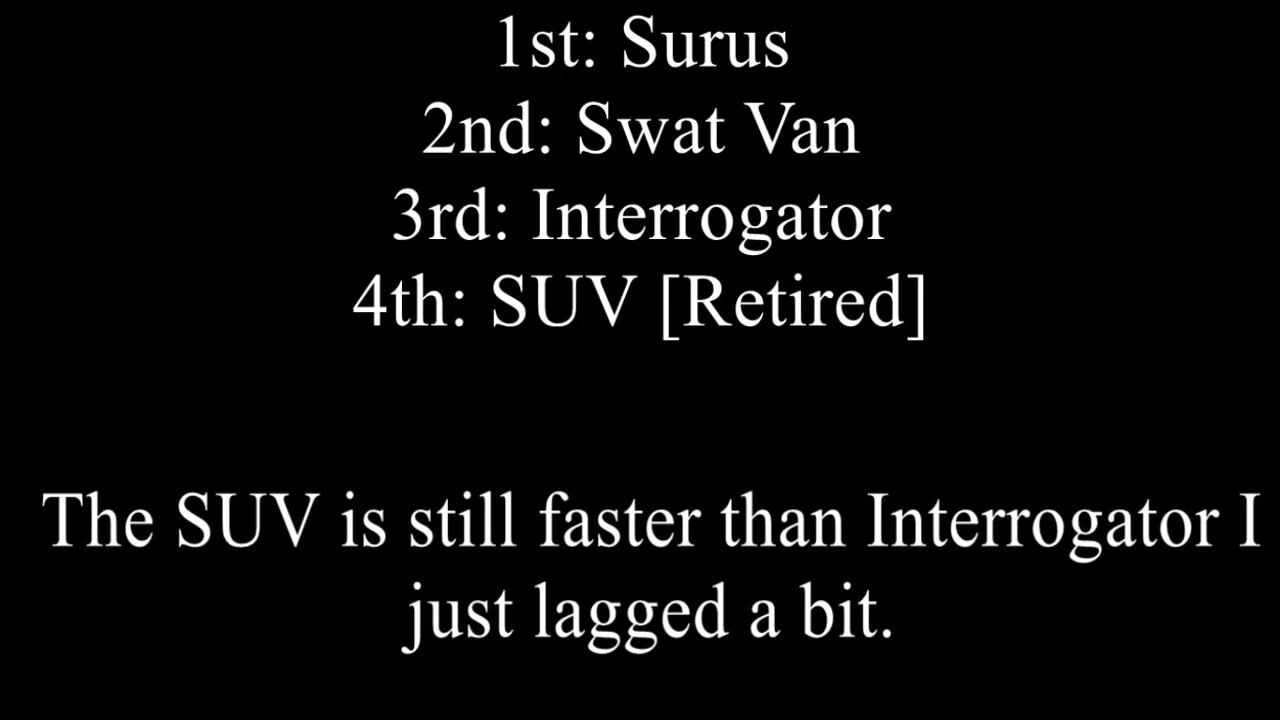 1st: Surus
2nd: Swat Van
3rd: Interrogator
4th: SUV [Retired]
The SUV is still faster than Interrogator I
just lagged a bit.